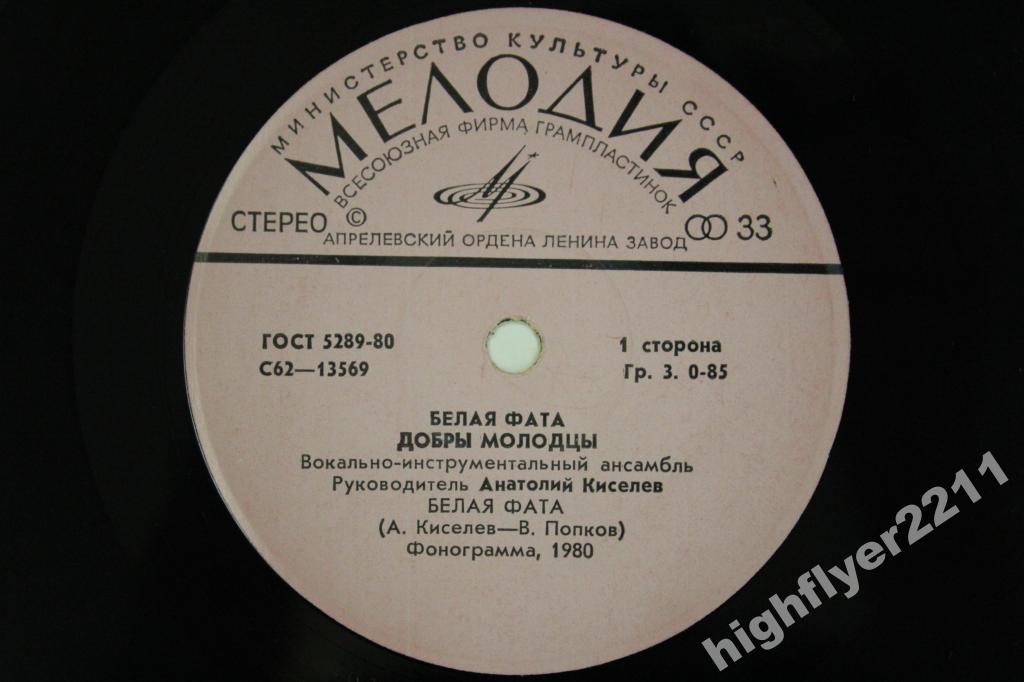 МИНИСТЕРСТВО КУЛЬТУРЫ СССР
МЕЛОДИЯ
ВСЕСОЮЗНАЯ ФИРМА ГРАМПЛАСТИНОК
СТЕРЕО © 33
АПРЕЛЕВСКИЙ ОРДЕНА ЛЕНИНА ЗАВОД
ГОСТ 5289-80 1 сторона
С62—13569 Гр. 3. 0-85
БЕЛАЯ ФАТА
ДОБРЫ МОЛОДЦЫ
Вокально-инструментальный ансамбль
Руководитель Анатолий Киселев
БЕЛАЯ ФАТА
(А. Киселев—В. Попков)
Фонограмма, 1980
highflyer2211